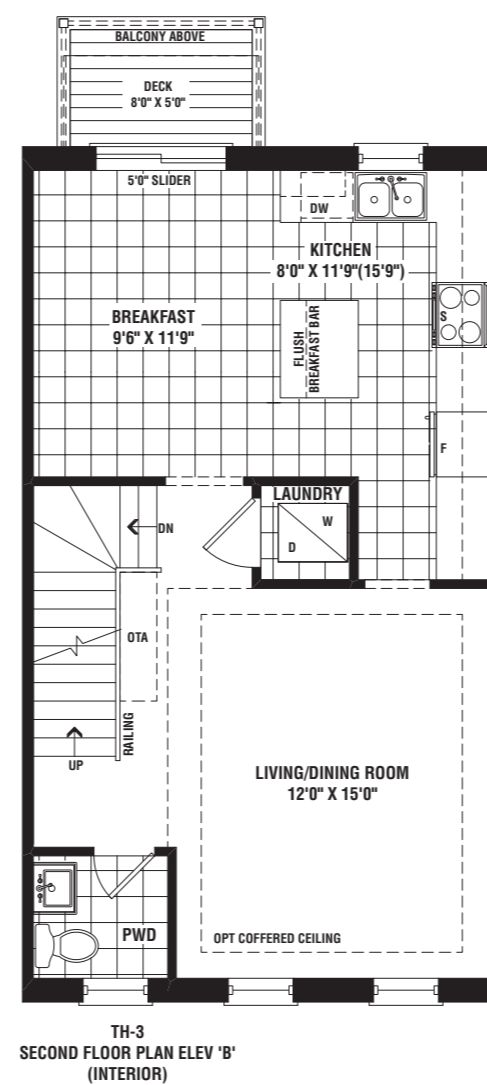 BALCONY ABOVE
DECK
8'0" X 5'0"
5'0" SLIDER
DW
KITCHEN
8'0" X 11'9"(15'9")
S
BREAKFAST
9'6" X 11'9"
FLUSH
BREAKFAST BAR
F
LAUNDRY
W
D
DN
OTA
RAILING
UP
LIVING/DINING ROOM
12'0" X 15'0"
PWD
OPT COFFERED CEILING
TH-3
SECOND FLOOR PLAN ELEV 'B'
(INTERIOR)